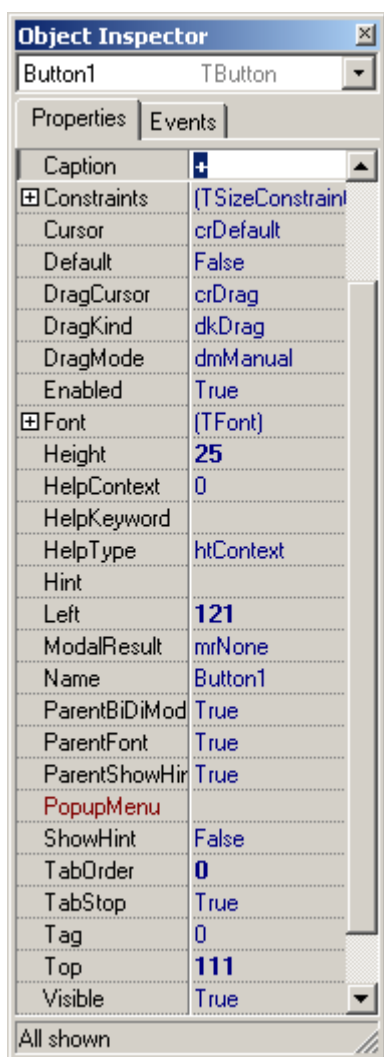 Object Inspector
Button1 TButton
Properties Events
Caption +
Constraints (TSizeConstraint
Cursor crDefault
Default False
DragCursor crDrag
DragKind dkDrag
DragMode dmManual
Enabled True
Font (TFont)
Height 25
HelpContext 0
HelpKeyword
HelpType htContext
Hint
Left 121
ModalResult mrNone
Name Button1
ParentBiDiMod True
ParentFont True
ParentShowHin True
PopupMenu
ShowHint False
TabOrder 0
TabStop True
Tag 0
Top 111
Visible True
All shown